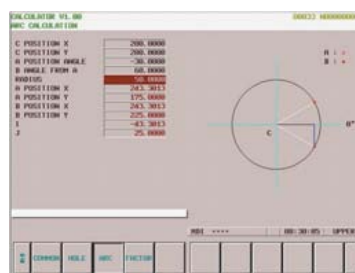 CALCULATOR V1.00
ARC CALCULATION
C POSITION X 200.0000
C POSITION Y 200.0000
A POSITION ANGLE -30.0000
B ANGLE FROM A 60.0000
RADIUS 50.0000
A POSITION X 243.3013
A POSITION Y 175.0000
B POSITION X 243.3013
B POSITION Y 225.0000
I -43.3013
J 25.0000
A : +
B : +
0°
C
MDI **** 00:30:05 UPPER
COMMON HOLE ARC FACTOR